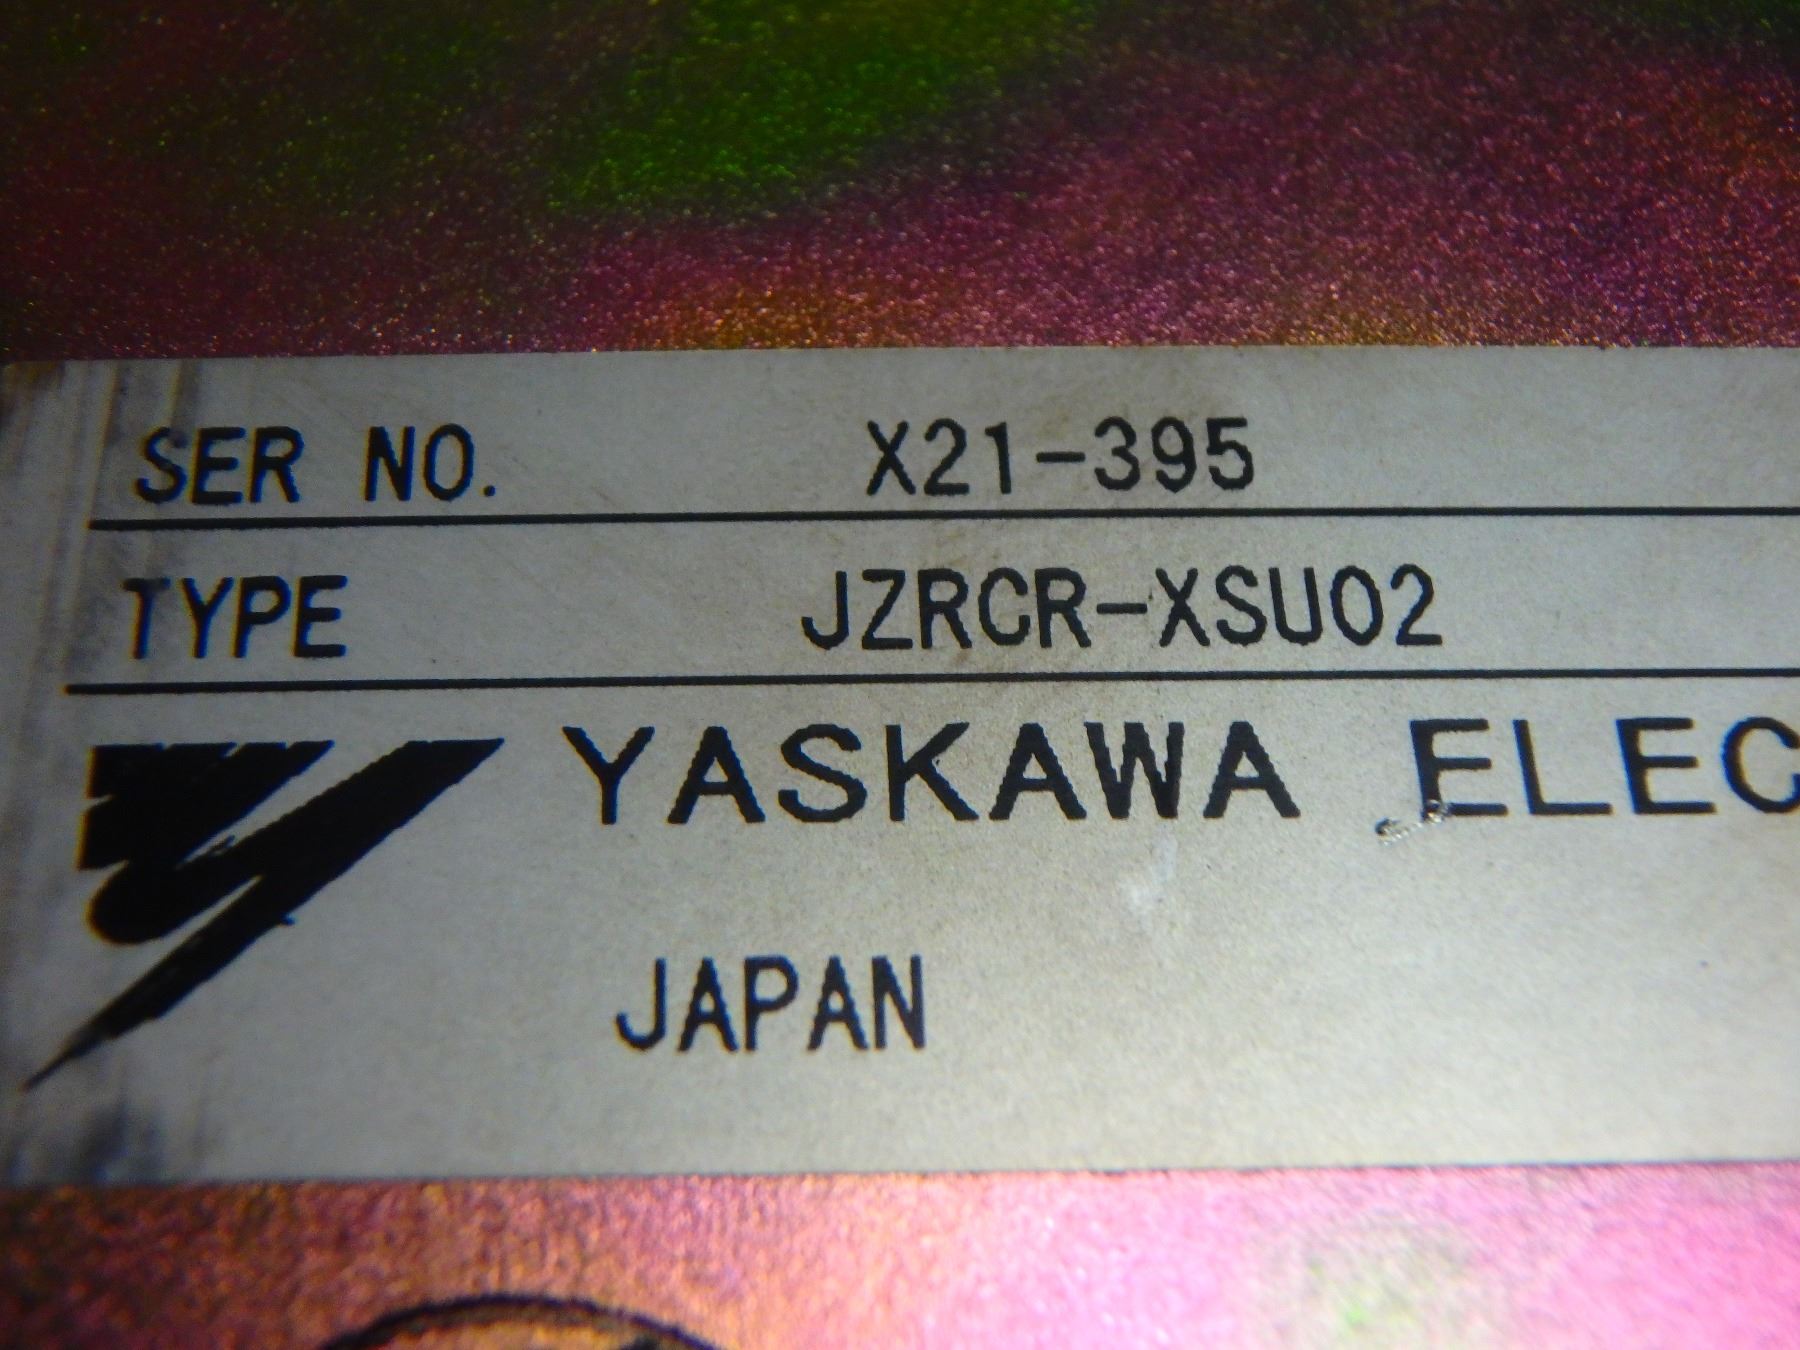 SER NO. X21-395
TYPE JZRCR-XSU02
YASKAWA ELEC
JAPAN